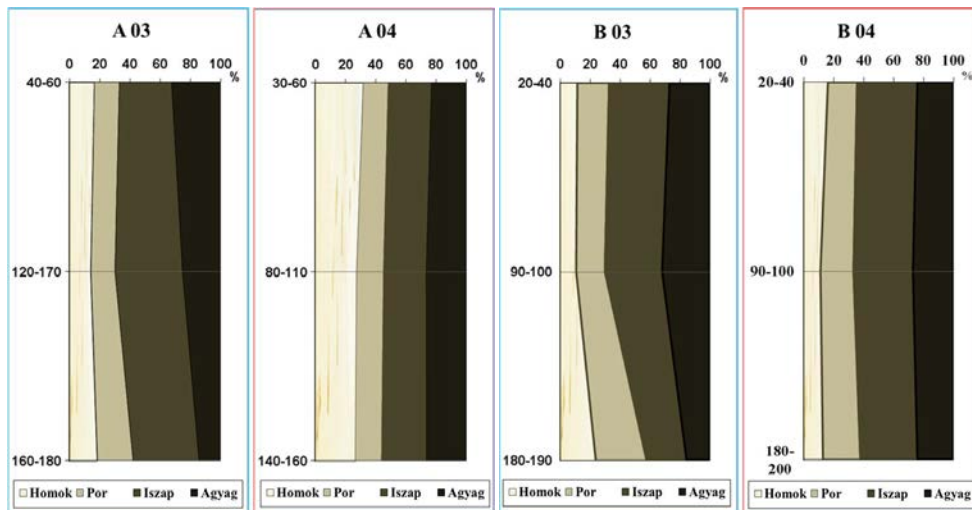 A 03
0 20 40 60 80 100
%
40-60
120-170
160-180
Homok Por Iszap Agyag
A 04
0 20 40 60 80 100
%
30-60
80-110
140-160
Homok Por Iszap Agyag
B 03
0 20 40 60 80 100
%
20-40
90-100
180-190
Homok Por Iszap Agyag
B 04
0 20 40 60 80 100
%
20-40
90-100
180-
200
Homok Por Iszap Agyag